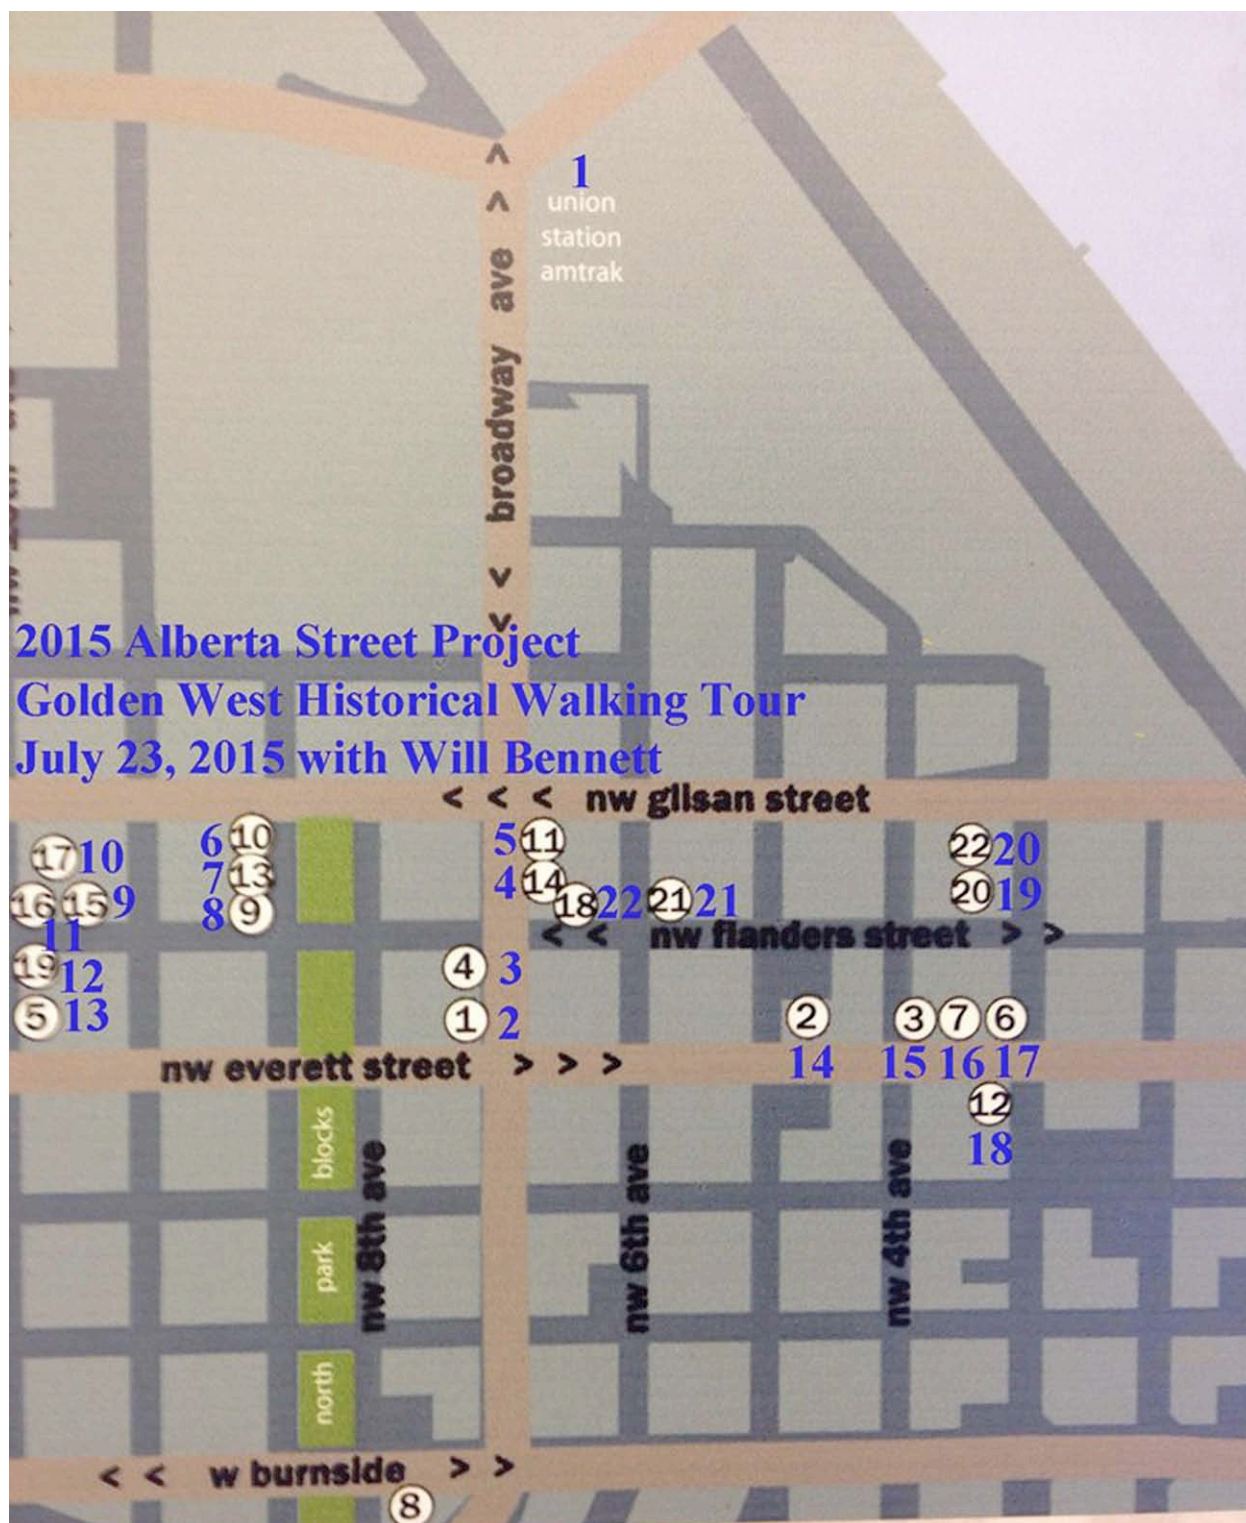 ^
^
1
union
station
amtrak
broadway ave
<
<
2015 Alberta Street Project
Golden West Historical Walking Tour
July 23, 2015 with Will Bennett
< < < nw glisan street
17 10 6 10 5 11 22 20
7 13 4 14
16 15 9 8 9 18 22 21 21 20 19
11 < < nw flanders street > >
19 12 4 3
5 13 1 2 2 3 7 6
nw everett street > > > 14 15 16 17
12
18
blocks
park
north
nw 8th ave
nw 6th ave
nw 4th ave
< < w burnside > >
8